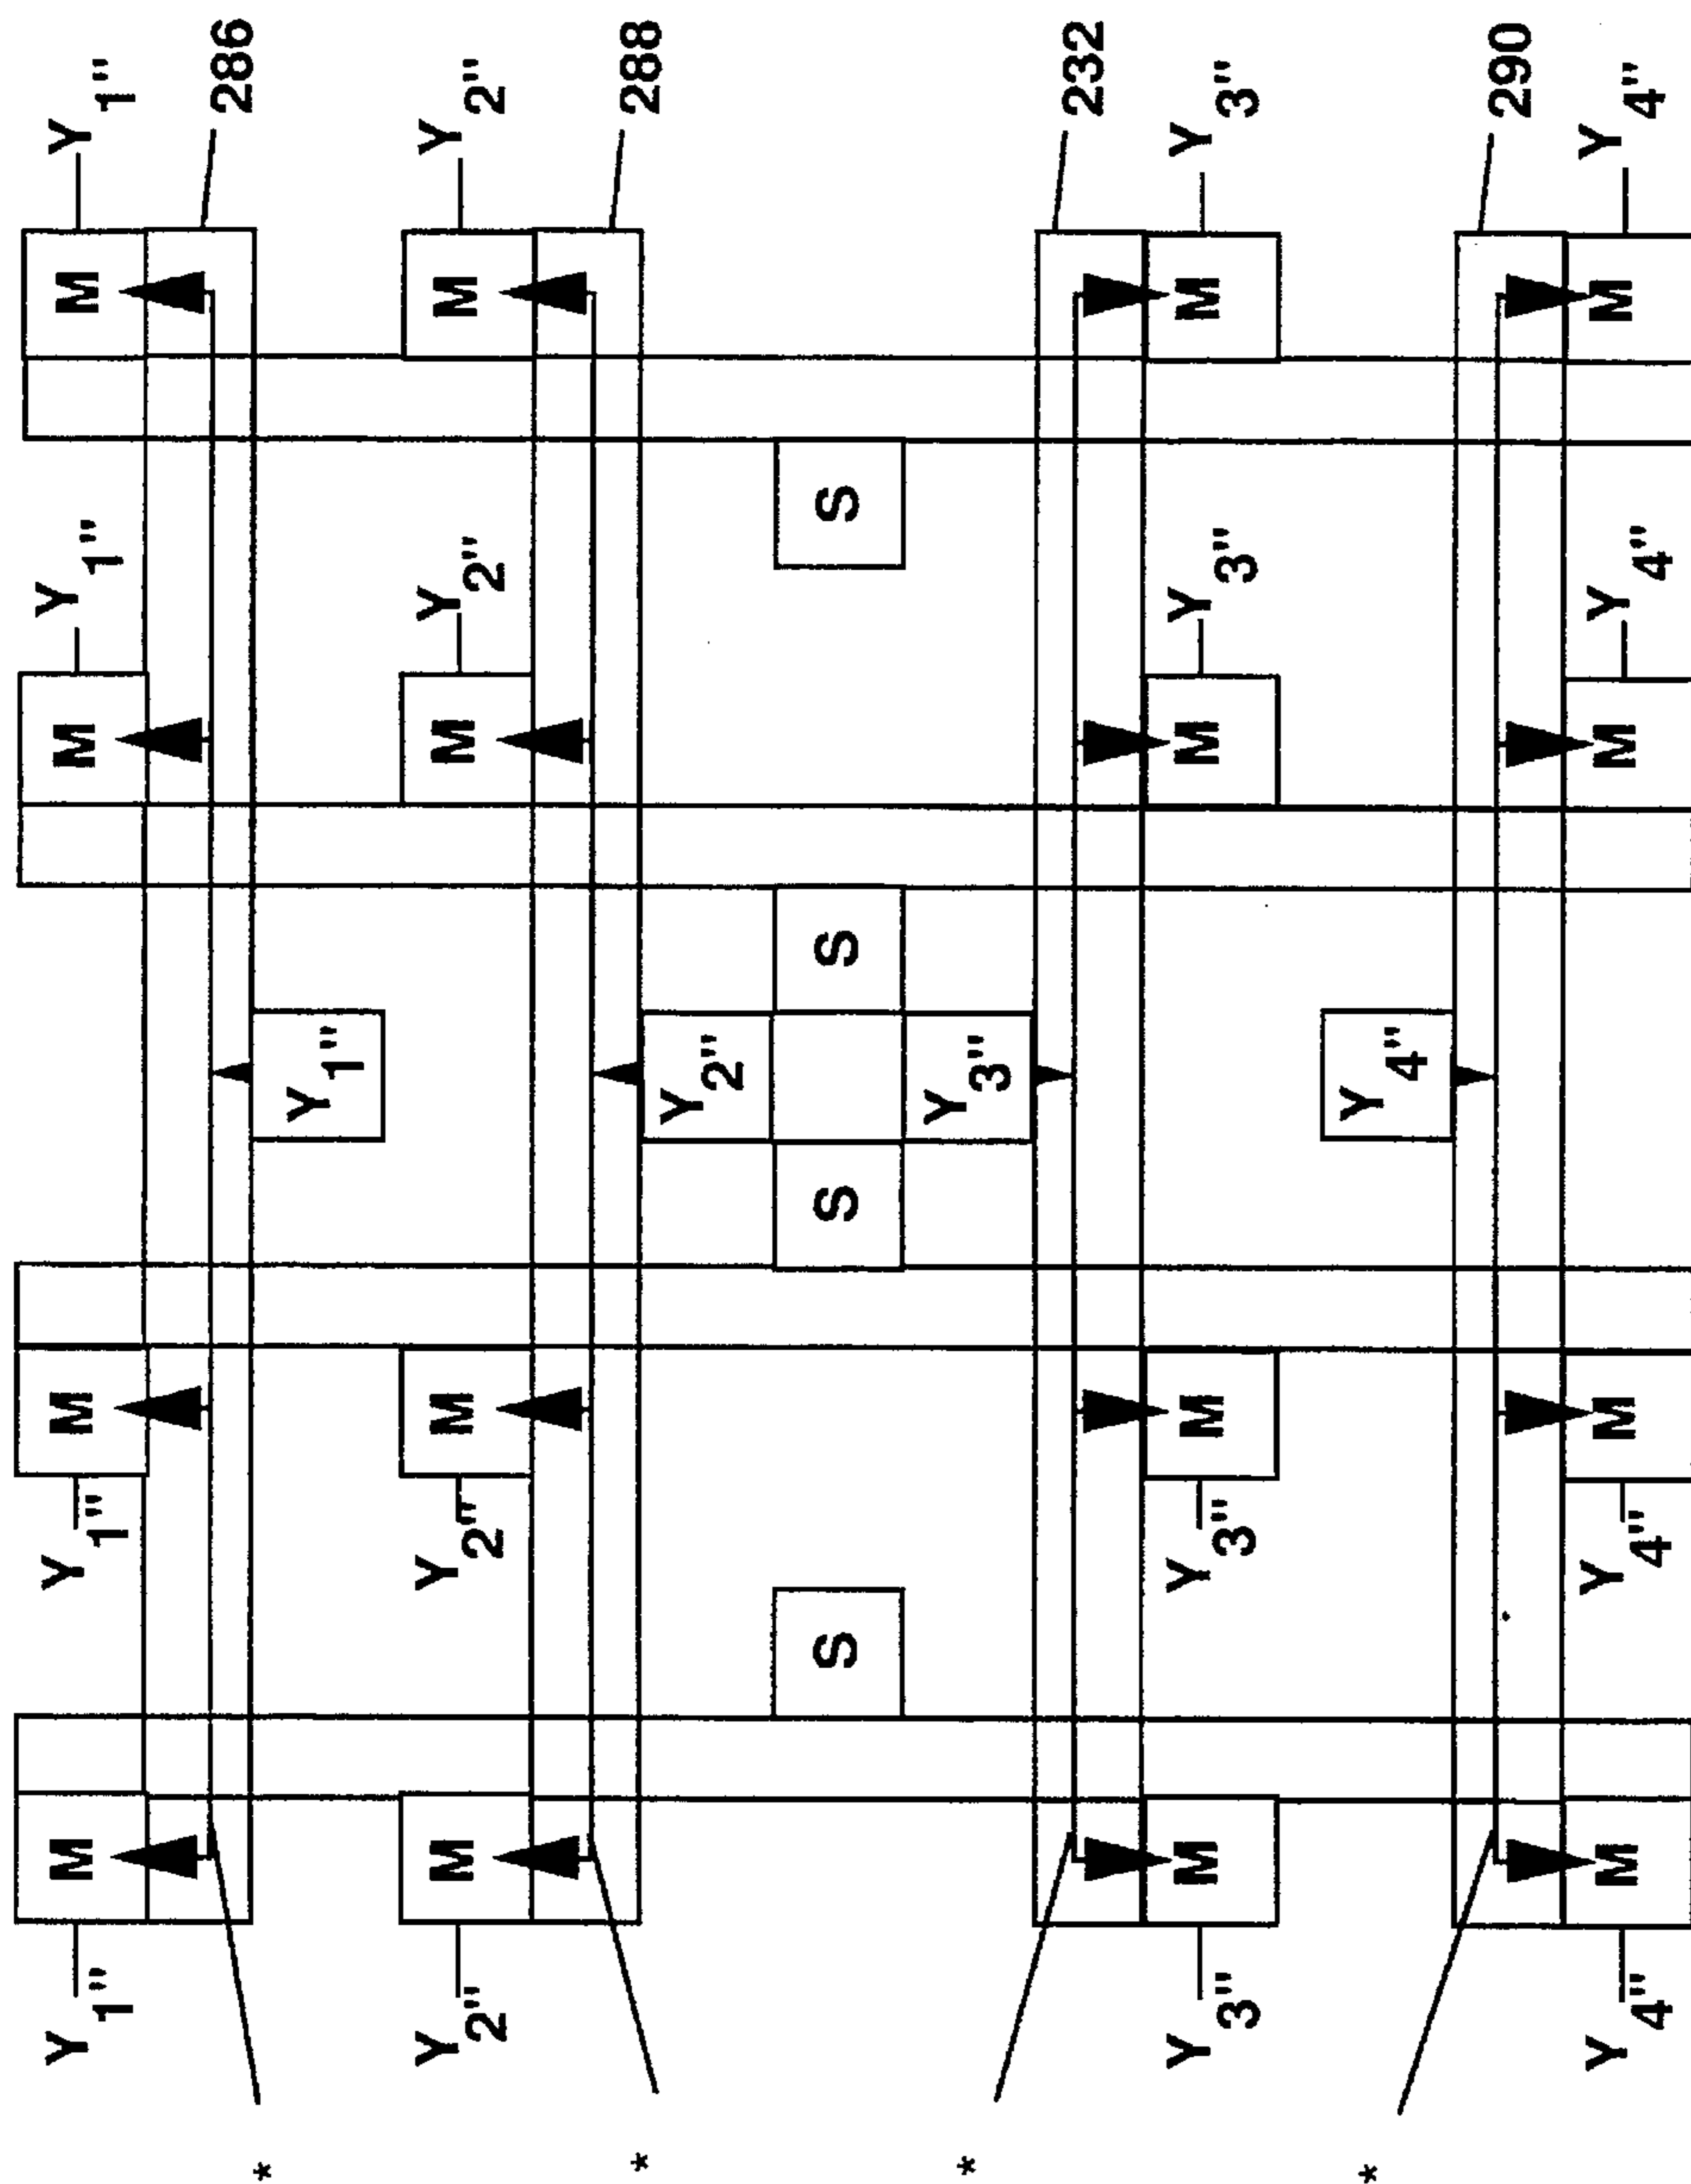 Y1" M Y1" M M Y1" M Y1"
286
* Y1"
Y2" M Y2" M M Y2" M Y2"
* 288
Y2"
S S S S
* Y3"
232
Y3" M Y3" M M Y3" M Y3"
* Y4"
290
Y4" M Y4" M M Y4" M Y4"